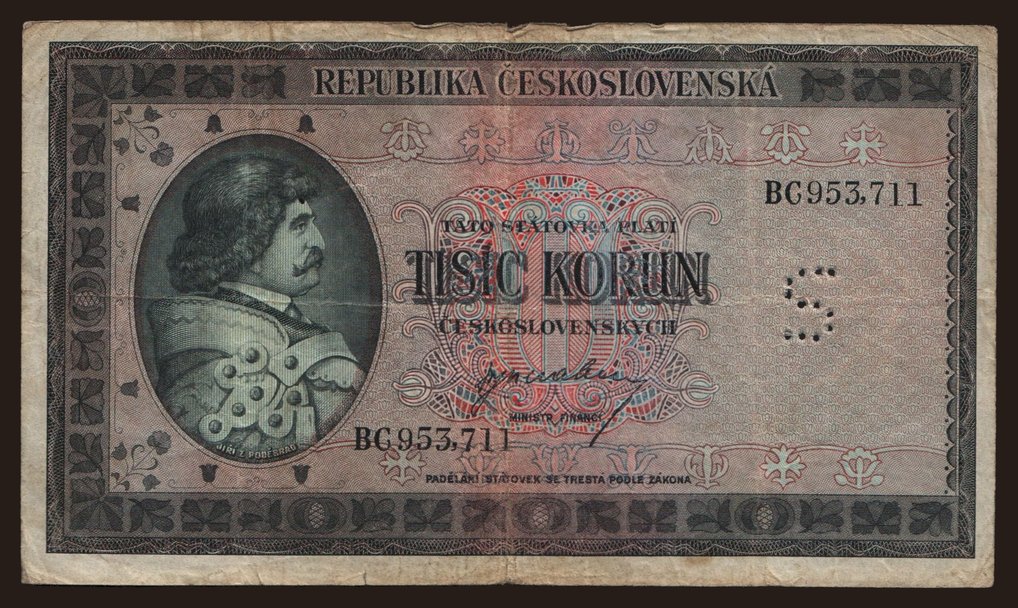 REPUBLIKA ČESKOSLOVENSKÁ
BC953,711
TATO STÁTOVKA PLATÍ
TISÍC KORUN
ČESKOSLOVENSKÝCH
S
MINISTR FINANCÍ
BC953,711
JIŘÍ Z PODĚBRAD
PADĚLÁNÍ STÁTOVEK SE TRESTÁ PODLE ZÁKONA